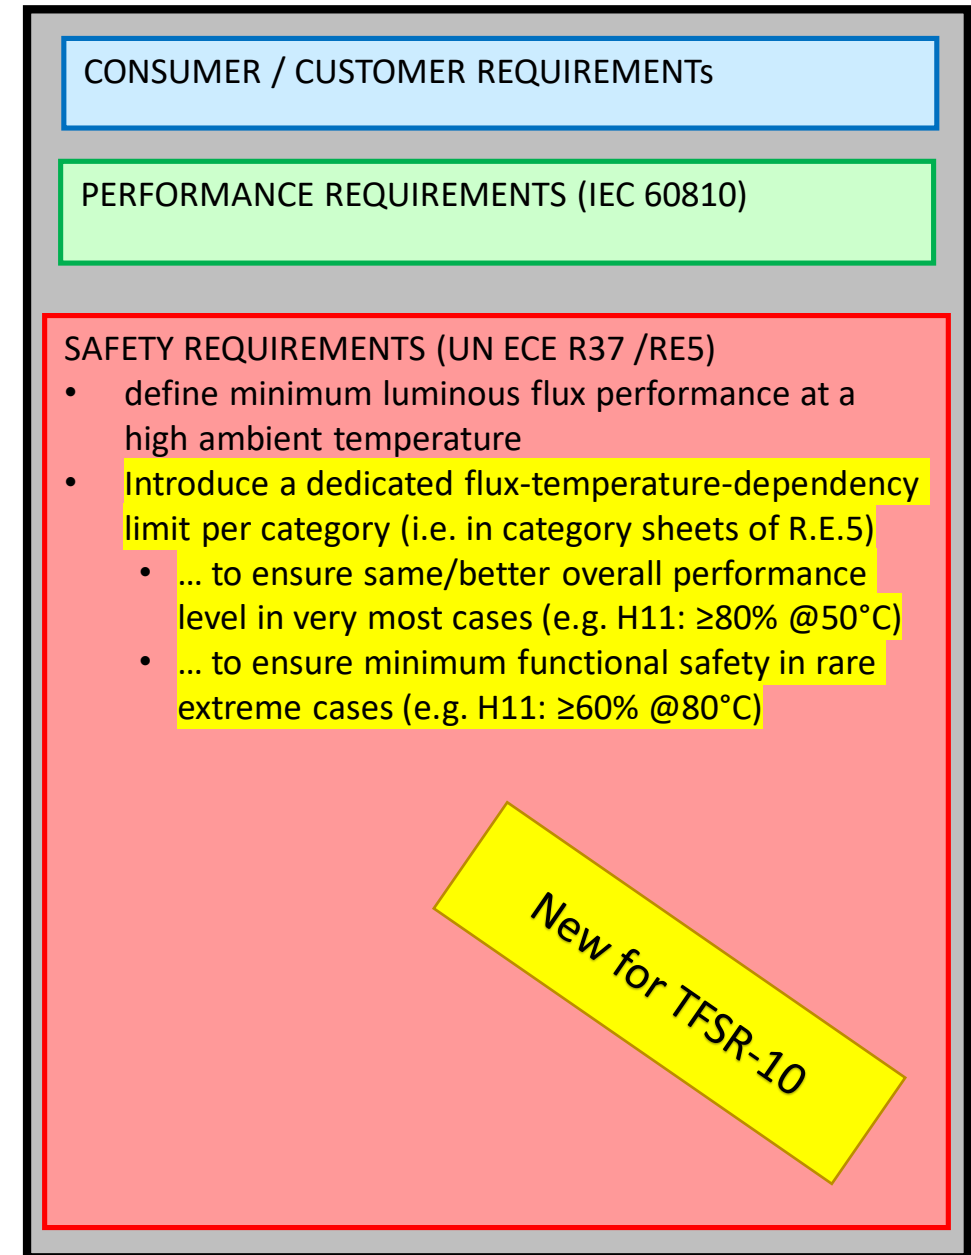 CONSUMER / CUSTOMER REQUIREMENTs
PERFORMANCE REQUIREMENTS (IEC 60810)
SAFETY REQUIREMENTS (UN ECE R37 /RE5)
• define minimum luminous flux performance at a
high ambient temperature
• Introduce a dedicated flux-temperature-dependency
limit per category (i.e. in category sheets of R.E.5)
• … to ensure same/better overall performance
level in very most cases (e.g. H11: ≥80% @50°C)
• … to ensure minimum functional safety in rare
extreme cases (e.g. H11: ≥60% @80°C)
New for TFSR-10